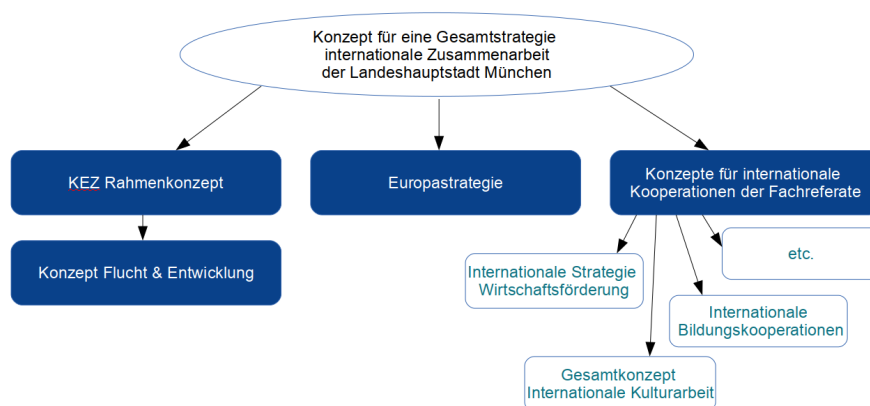 Konzept für eine Gesamtstrategie
internationale Zusammenarbeit
der Landeshauptstadt München
KEZ Rahmenkonzept
Europastrategie
Konzepte für internationale
Kooperationen der Fachreferate
Konzept Flucht & Entwicklung
etc.
Internationale Strategie
Wirtschaftsförderung
Internationale
Bildungskooperationen
Gesamtkonzept
Internationale Kulturarbeit